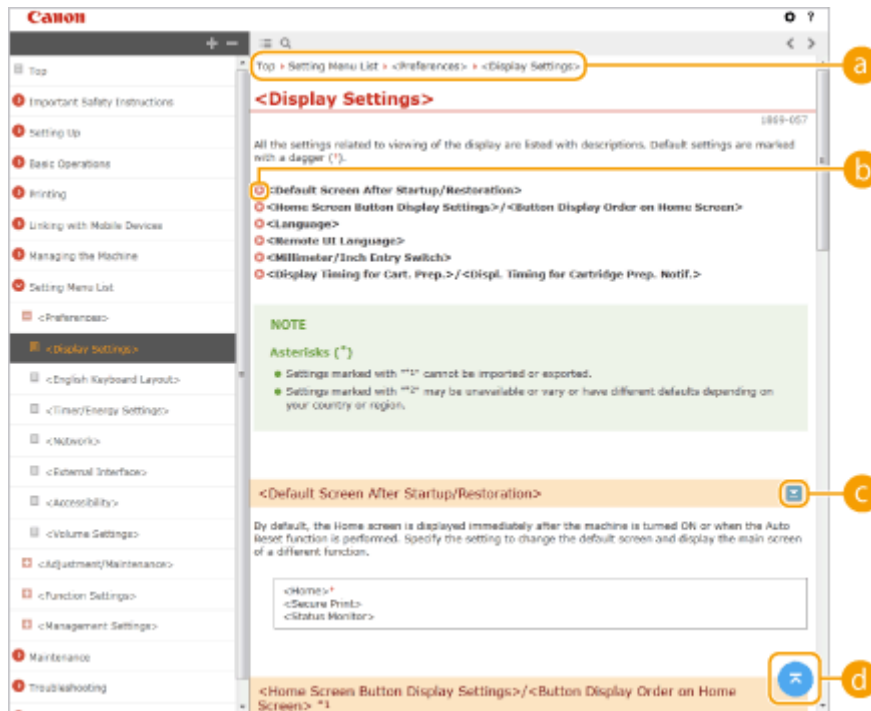 Canon
?
+ −
< >
Top
Important Safety Instructions
Setting Up
Basic Operations
Printing
Linking with Mobile Devices
Managing the Machine
Setting Menu List
<Preferences>
<Display Settings>
<English Keyboard Layout>
<Timer/Energy Settings>
<Network>
<External Interface>
<Accessibility>
<Volume Settings>
<Adjustment/Maintenance>
<Function Settings>
<Management Settings>
Maintenance
Troubleshooting
Top ▸ Setting Menu List ▸ <Preferences> ▸ <Display Settings>
a
<Display Settings>
1869-057
All the settings related to viewing of the display are listed with descriptions. Default settings are marked
with a dagger (*).
b
<Default Screen After Startup/Restoration>
<Home Screen Button Display Settings>/<Button Display Order on Home Screen>
<Language>
<Remote UI Language>
<Millimeter/Inch Entry Switch>
<Display Timing for Cart. Prep.>/<Displ. Timing for Cartridge Prep. Notif.>
NOTE
Asterisks (*)
Settings marked with "*1" cannot be imported or exported.
Settings marked with "*2" may be unavailable or vary or have different defaults depending on
your country or region.
<Default Screen After Startup/Restoration>
c
By default, the Home screen is displayed immediately after the machine is turned ON or when the Auto
Reset function is performed. Specify the setting to change the default screen and display the main screen
of a different function.
<Home>*
<Secure Print>
<Status Monitor>
d
<Home Screen Button Display Settings>/<Button Display Order on Home
Screen> *1